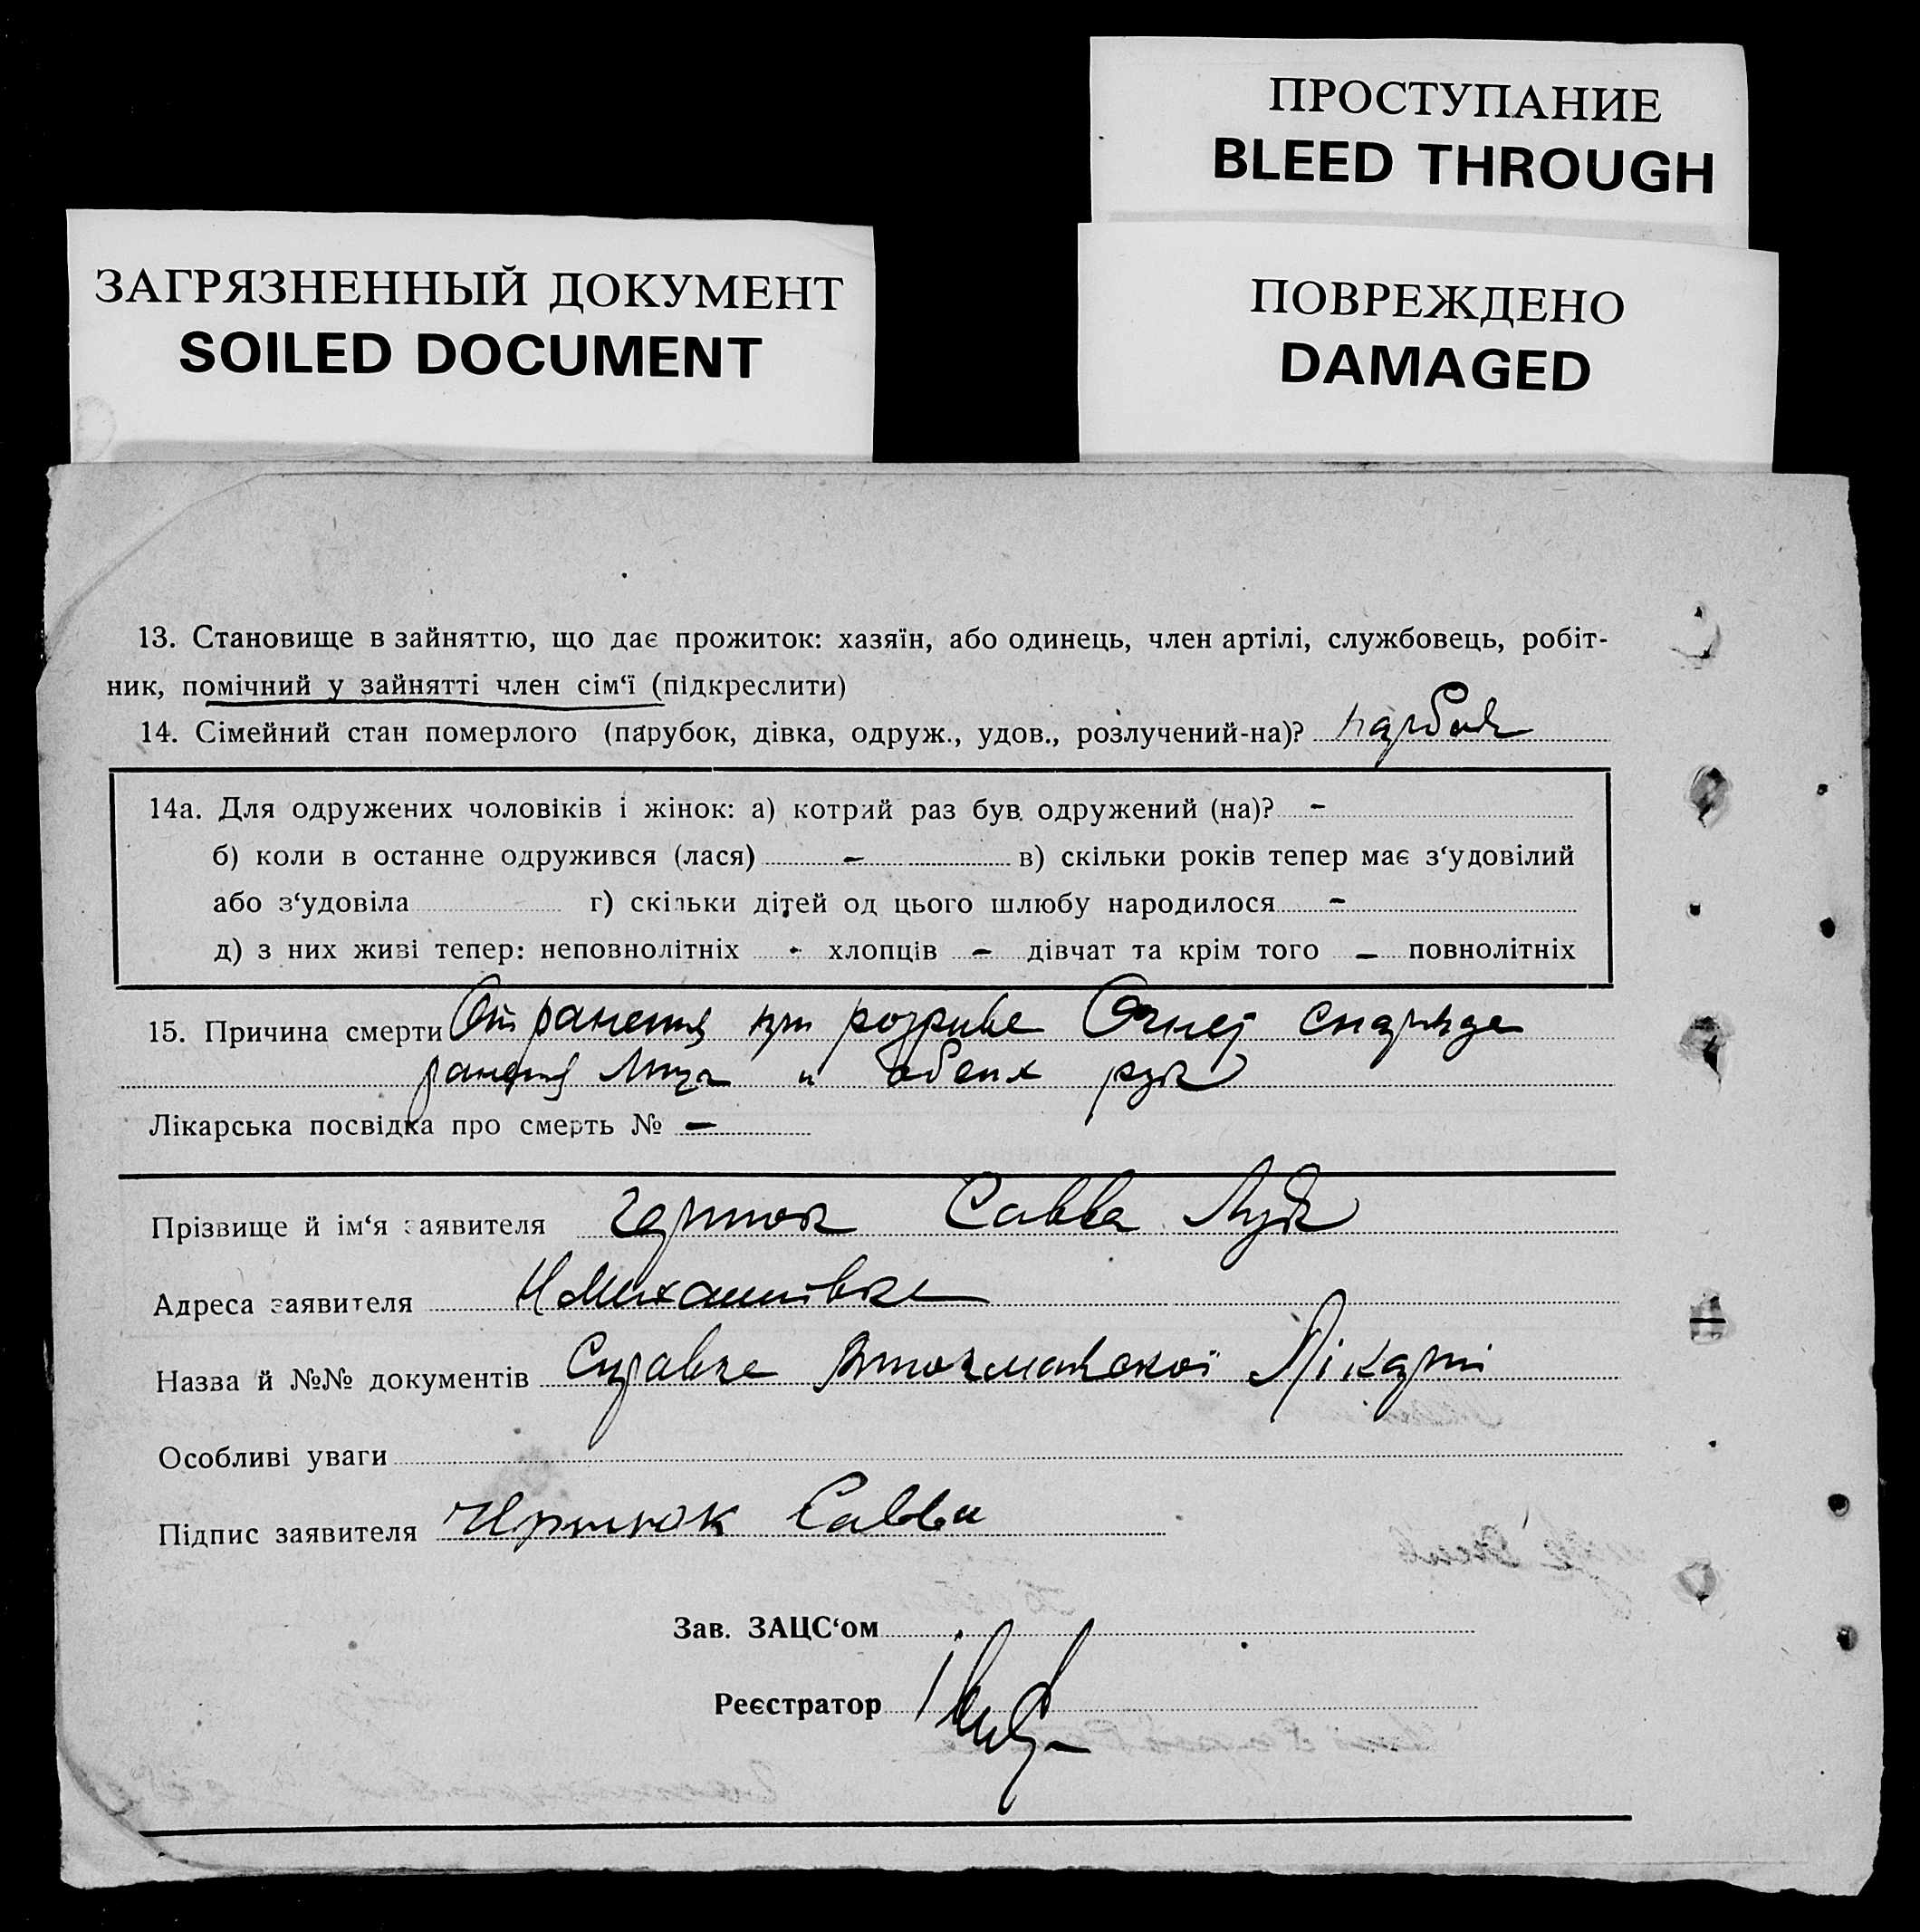 ПРОСТУПАНИЕ
BLEED THROUGH
ЗАГРЯЗНЕННЫЙ ДОКУМЕНТ
SOILED DOCUMENT
ПОВРЕЖДЕНО
DAMAGED
13. Становище в зайняттю, що дає прожиток: хазяїн, або одинець, член артілі, службовець, робіт-
ник, помічний у зайнятті член сім‘ї (підкреслити)
14. Сімейний стан померлого (парубок, дівка, одруж., удов., розлучений-на)?
14а. Для одружених чоловіків і жінок: а) котрий раз був одружений (на)? -
б) коли в останне одружився (лася) - в) скільки років тепер має з‘удовілий
або з‘удовіла г) скільки дітей од цього шлюбу народилося -
д) з них живі тепер: неповнолітніх - хлопців - дівчат та крім того - повнолітніх
15. Причина смерти От ранения при розриве
и обеих рук
Лікарська посвідка про смерть № -
Прізвище й ім‘я заявителя Савва
Адреса заявителя
Назва й №№ документів Справка Лікарні
Особливі уваги
Підпис заявителя Савва
Зав. ЗАЦС‘ом
Реєстратор